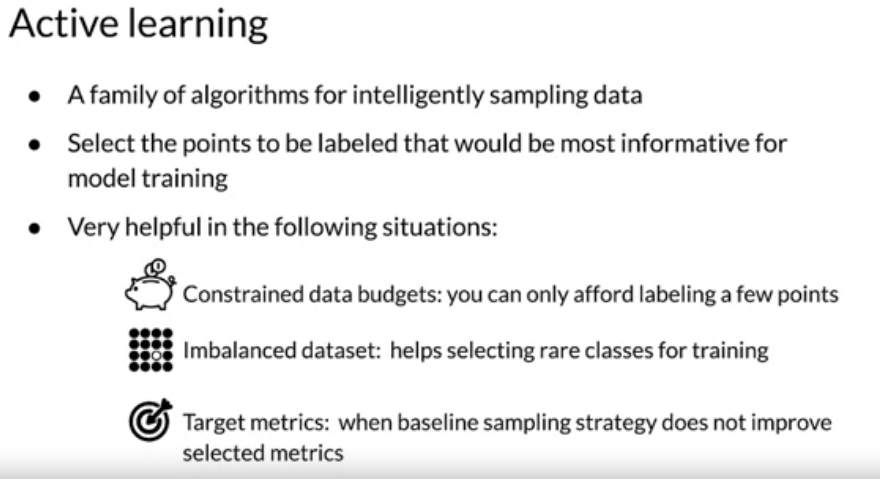 Active learning
● A family of algorithms for intelligently sampling data
● Select the points to be labeled that would be most informative for
model training
● Very helpful in the following situations:
Constrained data budgets: you can only afford labeling a few points
Imbalanced dataset: helps selecting rare classes for training
Target metrics: when baseline sampling strategy does not improve
selected metrics